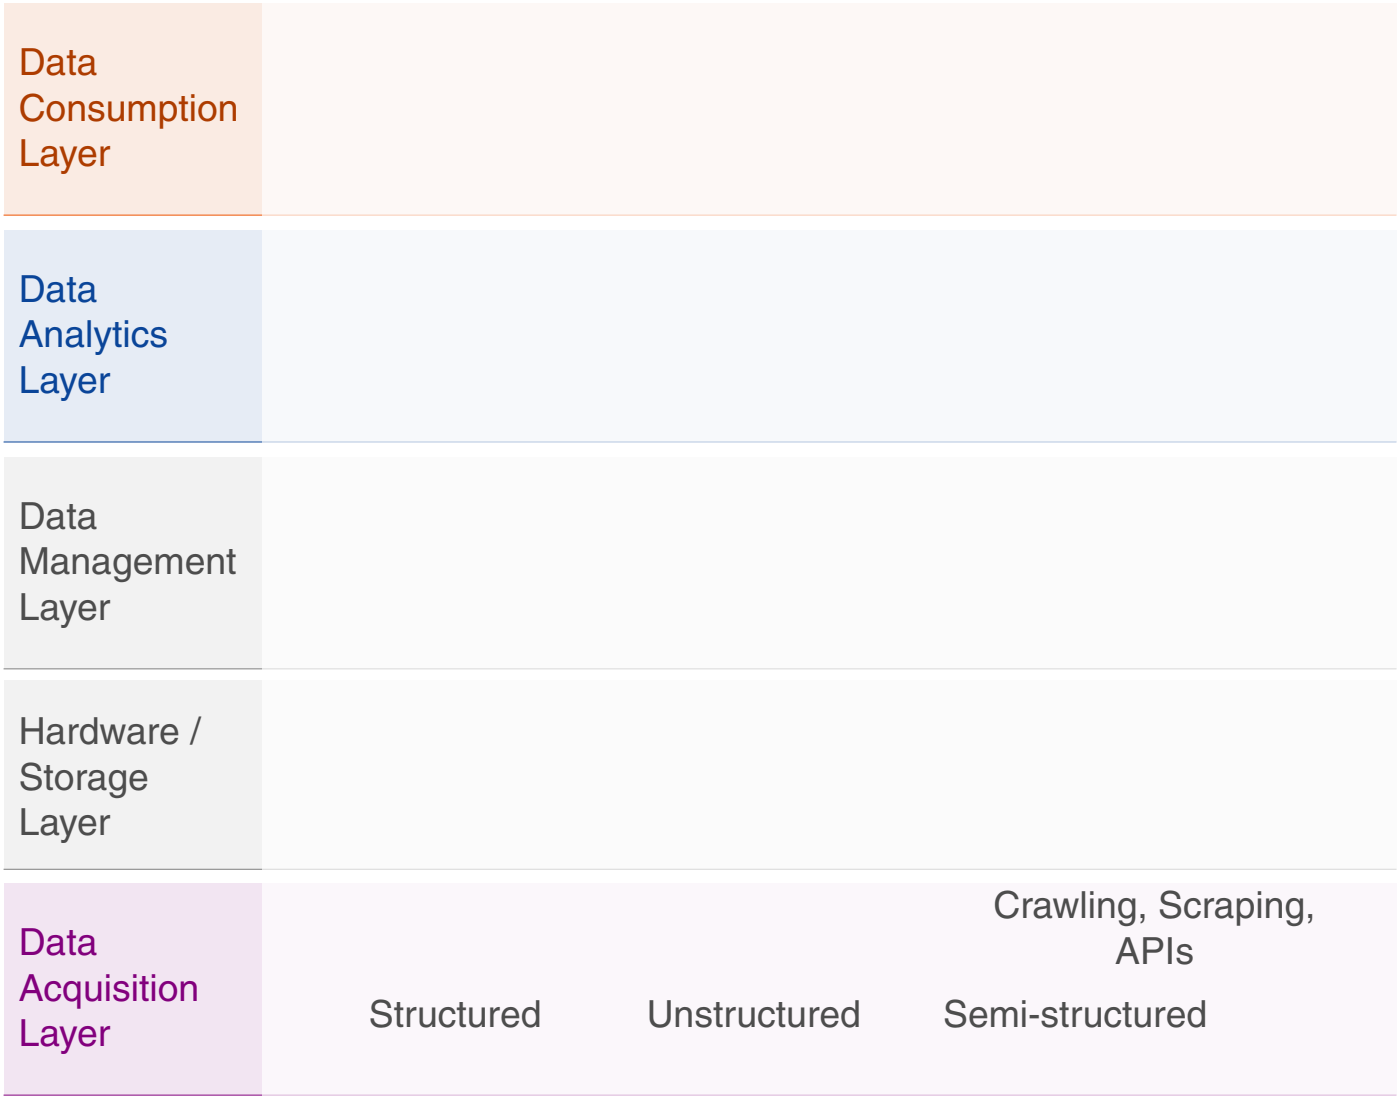 Data
Consumption
Layer
Data
Analytics
Layer
Data
Management
Layer
Hardware /
Storage
Layer
Data
Acquisition
Layer
Crawling, Scraping,
APIs
Structured
Unstructured
Semi-structured